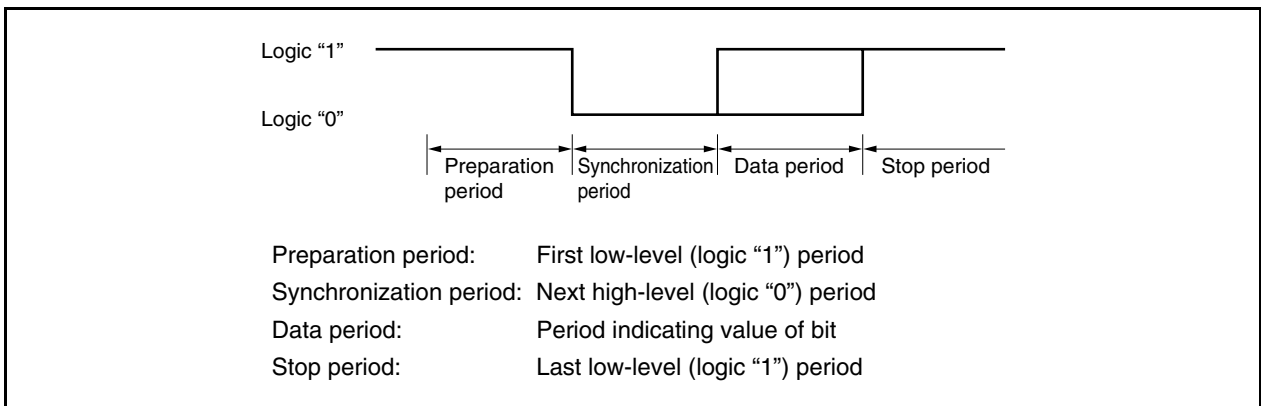 Logic “1”
Logic “0”
Preparation period
Synchronization period
Data period
Stop period
Preparation period: First low-level (logic “1”) period
Synchronization period: Next high-level (logic “0”) period
Data period: Period indicating value of bit
Stop period: Last low-level (logic “1”) period